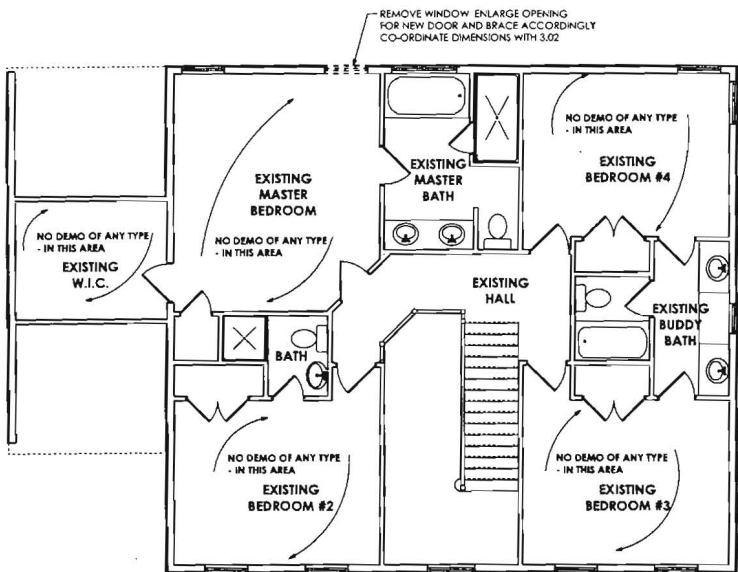 REMOVE WINDOW ENLARGE OPENING
FOR NEW DOOR AND BRACE ACCORDINGLY
CO-ORDINATE DIMENSIONS WITH 3.02
NO DEMO OF ANY TYPE
- IN THIS AREA
EXISTING
BEDROOM #4
EXISTING
MASTER
BEDROOM
NO DEMO OF ANY TYPE
- IN THIS AREA
EXISTING
MASTER
BATH
NO DEMO OF ANY TYPE
- IN THIS AREA
EXISTING
W.I.C.
EXISTING
HALL
EXISTING
BUDDY
BATH
BATH
NO DEMO OF ANY TYPE
- IN THIS AREA
EXISTING
BEDROOM #2
NO DEMO OF ANY TYPE
- IN THIS AREA
EXISTING
BEDROOM #3